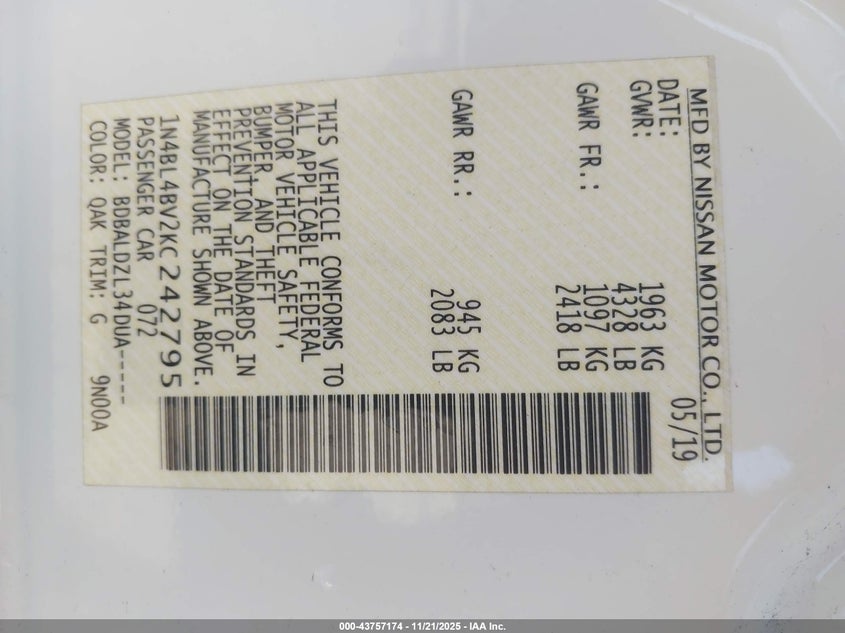 MFD BY NISSAN MOTOR CO., LTD.
DATE: 05/19
GVWR: 1963 KG
4328 LB
GAWR FR.: 1097 KG
2418 LB
GAWR RR.: 945 KG
2083 LB
THIS VEHICLE CONFORMS TO
ALL APPLICABLE FEDERAL
MOTOR VEHICLE SAFETY,
BUMPER, AND THEFT
PREVENTION STANDARDS IN
EFFECT ON THE DATE OF
MANUFACTURE SHOWN ABOVE.
1N4BL4BV2KC242795
PASSENGER CAR 072
MODEL: BDBALDZL34DUA-----
COLOR: QAK TRIM: G 9N00A
000-43757174 - 11/21/2025 - IAA Inc.